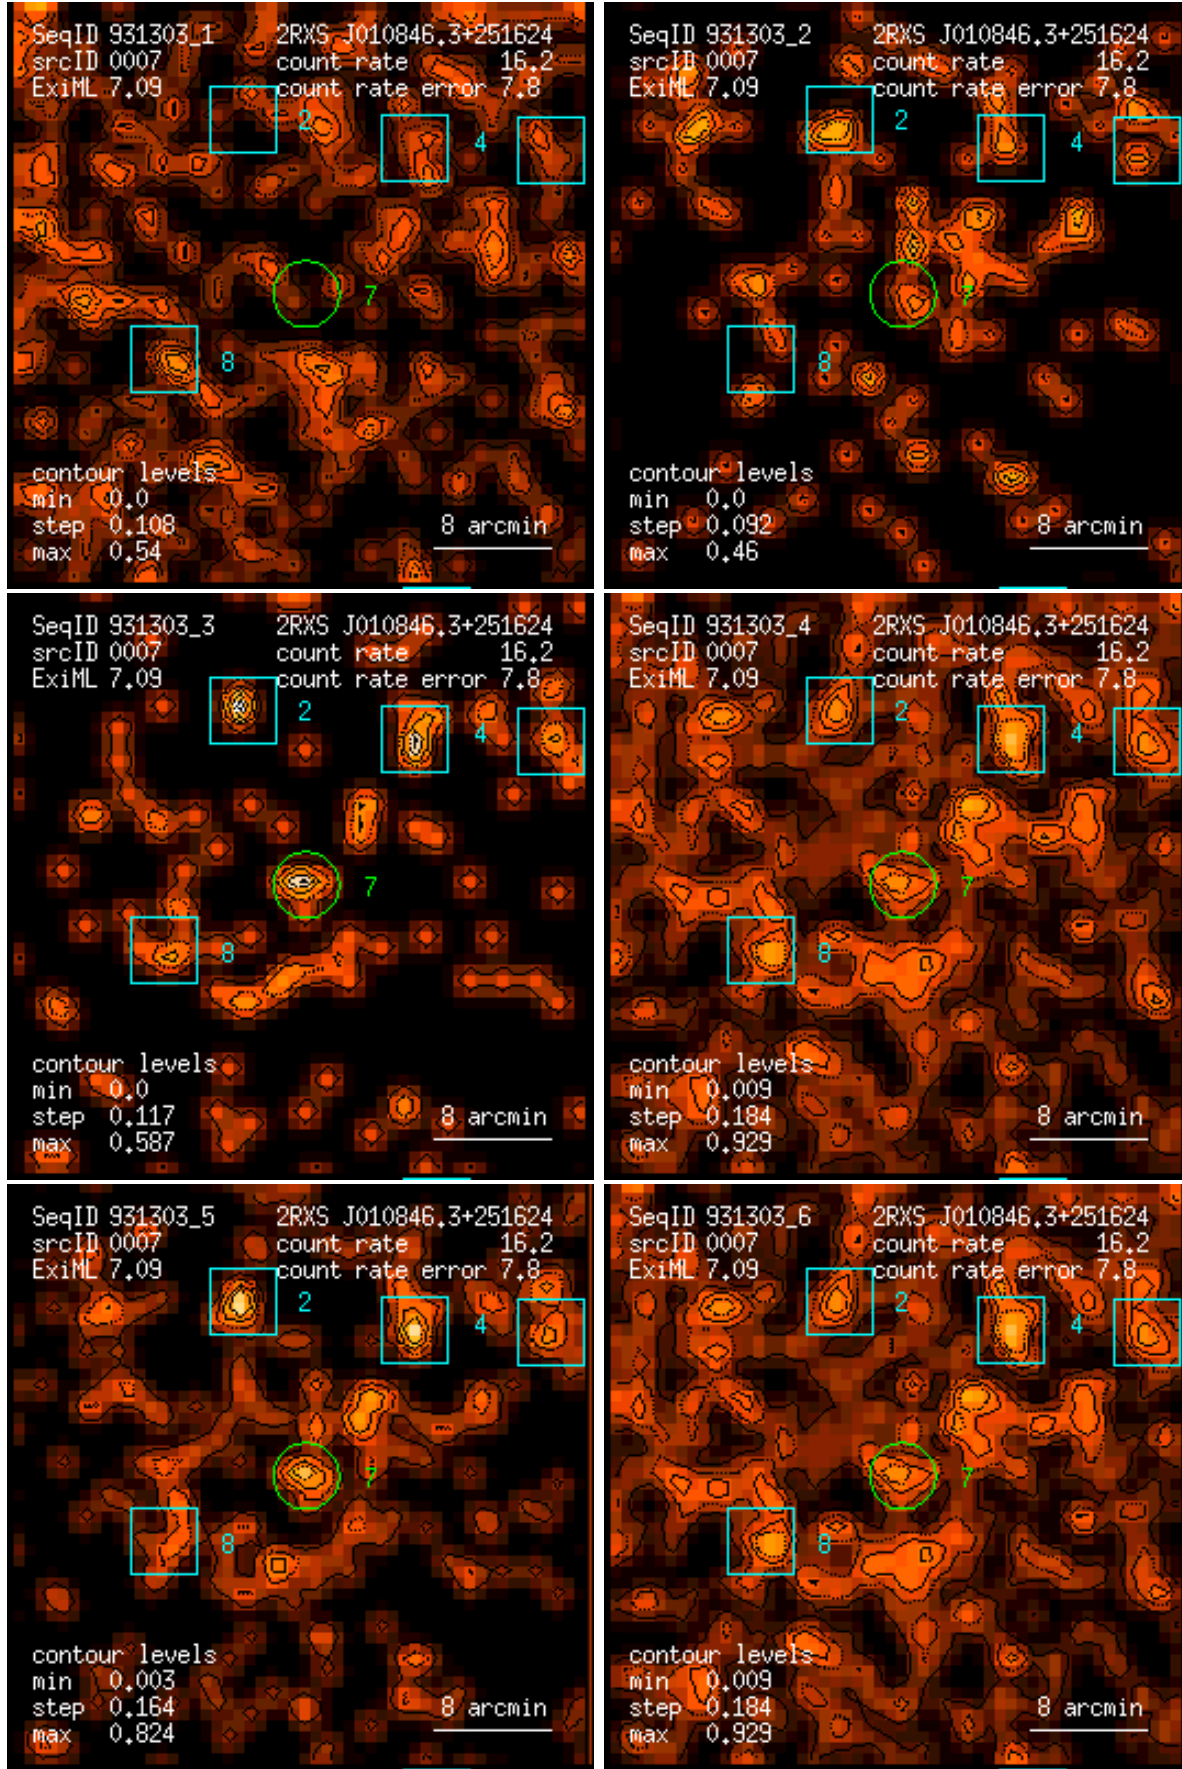 SeqID 931303_1 2RXS J010846.3+251624
srcID 0007 count rate 16.2
ExiML 7.09 count rate error 7.8
2
4
7
8
contour levels
min 0.0
step 0.108
max 0.54
8 arcmin
SeqID 931303_2 2RXS J010846.3+251624
srcID 0007 count rate 16.2
ExiML 7.09 count rate error 7.8
2
4
7
8
contour levels
min 0.0
step 0.092
max 0.46
8 arcmin
SeqID 931303_3 2RXS J010846.3+251624
srcID 0007 count rate 16.2
ExiML 7.09 count rate error 7.8
2
4
7
8
contour levels
min 0.0
step 0.117
max 0.587
8 arcmin
SeqID 931303_4 2RXS J010846.3+251624
srcID 0007 count rate 16.2
ExiML 7.09 count rate error 7.8
2
4
7
8
contour levels
min 0.009
step 0.184
max 0.929
8 arcmin
SeqID 931303_5 2RXS J010846.3+251624
srcID 0007 count rate 16.2
ExiML 7.09 count rate error 7.8
2
4
7
8
contour levels
min 0.003
step 0.164
max 0.824
8 arcmin
SeqID 931303_6 2RXS J010846.3+251624
srcID 0007 count rate 16.2
ExiML 7.09 count rate error 7.8
2
4
7
8
contour levels
min 0.009
step 0.184
max 0.929
8 arcmin